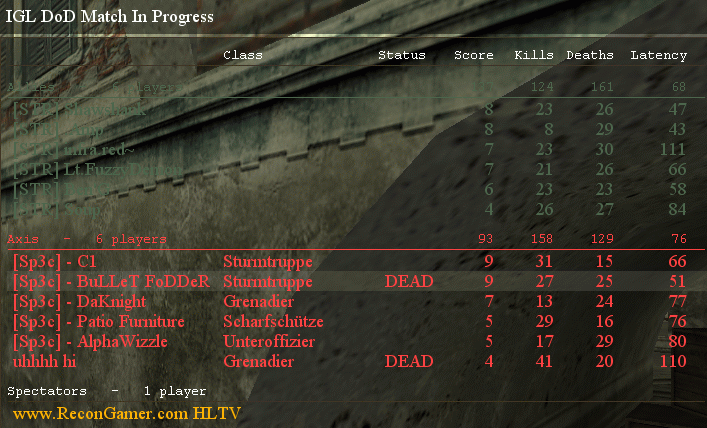 IGL DoD Match In Progress
Class Status Score Kills Deaths Latency
6 players 124 161 68
[STR] 8 23 26 47
[STR] 8 8 29 43
[STR] infra red~ 7 23 30 111
[STR] 7 21 26 66
[STR] 6 23 23 58
4 26 27 84
Axis - 6 players 93 158 129 76
[Sp3c] - C1 Sturmtruppe 9 31 15 66
[Sp3c] - BuLLeT FoDDeR Sturmtruppe DEAD 9 27 25 51
[Sp3c] - DaKnight Grenadier 7 13 24 77
[Sp3c] - Patio Furniture Scharfschütze 5 29 16 76
[Sp3c] - AlphaWizzle Unteroffizier 5 17 29 80
uhhhh hi Grenadier DEAD 4 41 20 110
Spectators - 1 player
www.ReconGamer.com HLTV